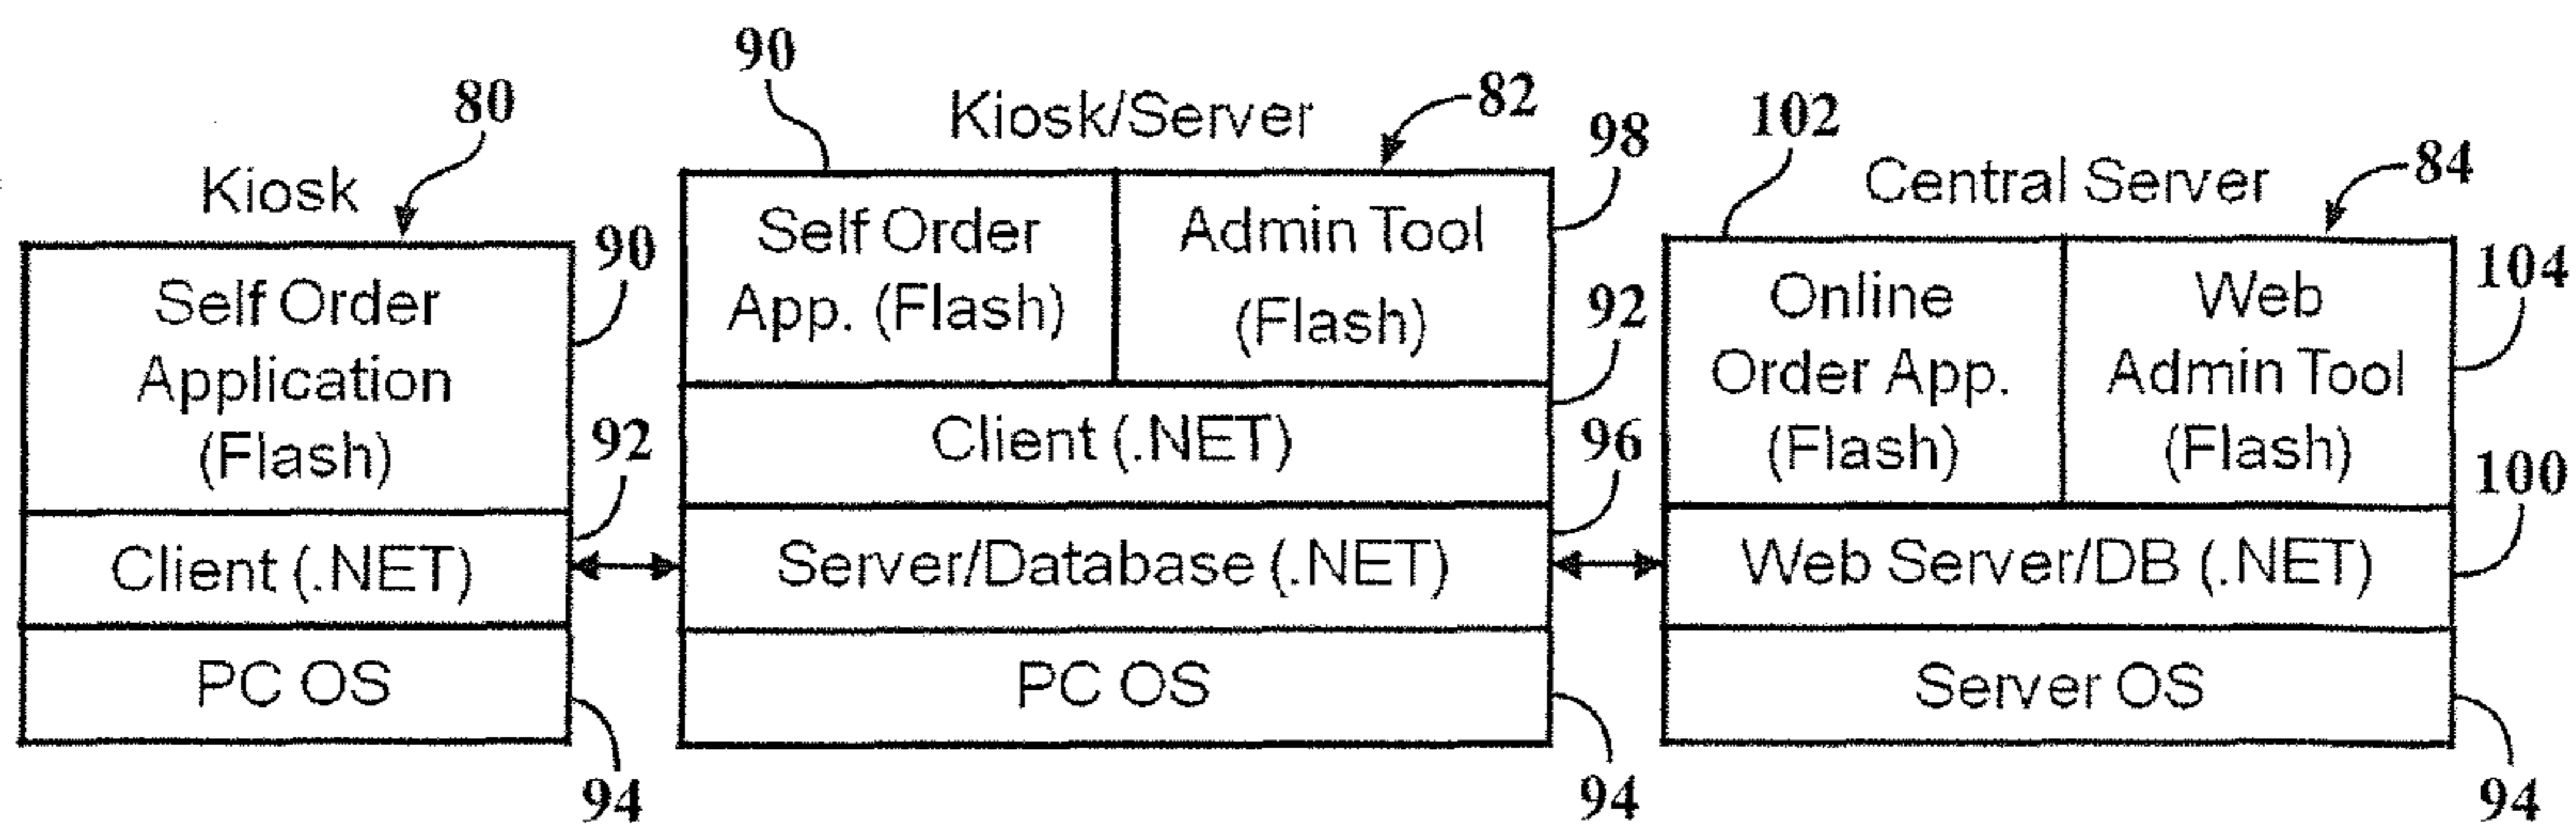 80
Kiosk
90
Self Order
Application
(Flash)
92
Client (.NET)
PC OS
94
90
Kiosk/Server
82
98
Self Order
App. (Flash)
Admin Tool
(Flash)
92
Client (.NET)
96
Server/Database (.NET)
PC OS
94
102
Central Server
84
104
Online
Order App.
(Flash)
Web
Admin Tool
(Flash)
100
Web Server/DB (.NET)
Server OS
94